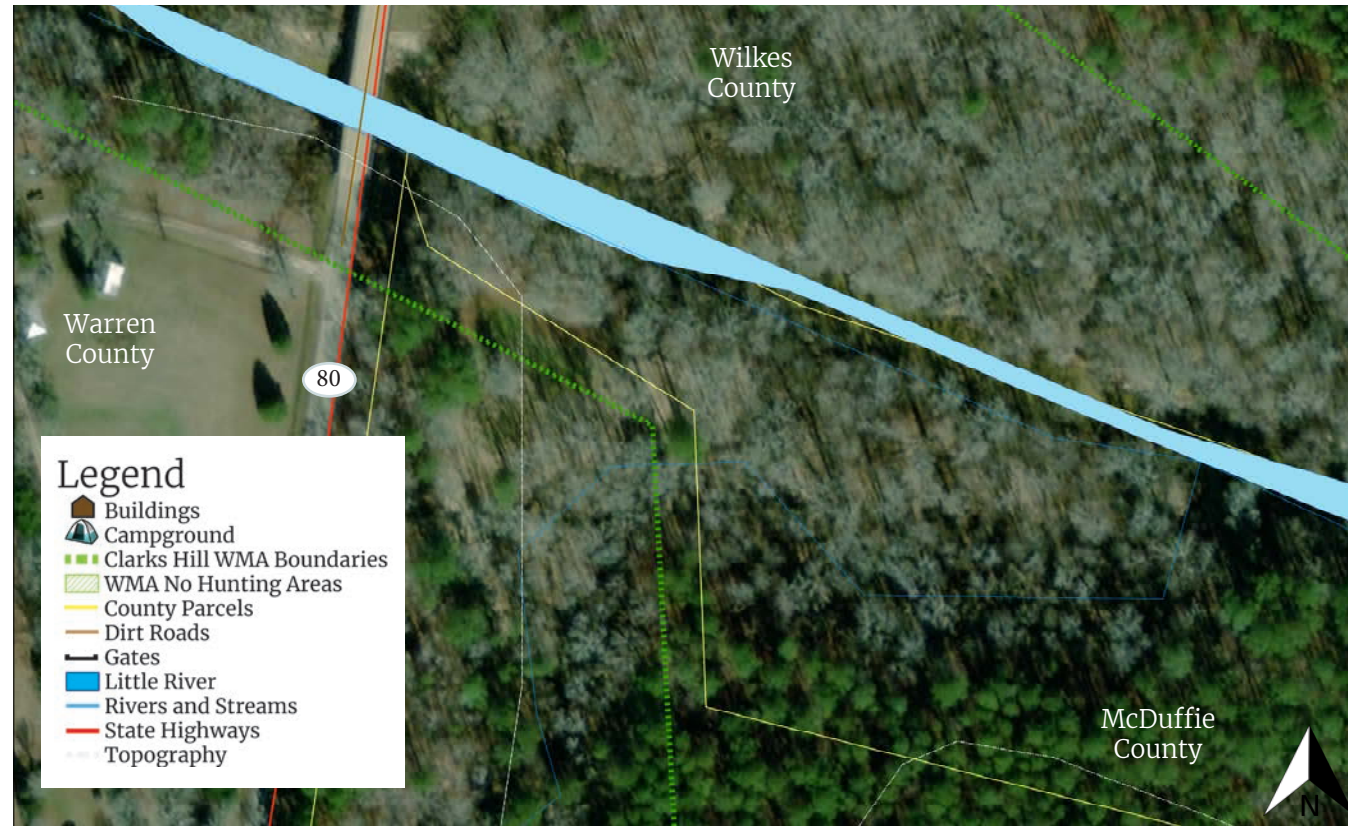 Wilkes
County
Warren
County
80
Legend
Buildings
Campground
Clarks Hill WMA Boundaries
WMA No Hunting Areas
County Parcels
Dirt Roads
Gates
Little River
Rivers and Streams
State Highways
Topography
McDuffie
County
N